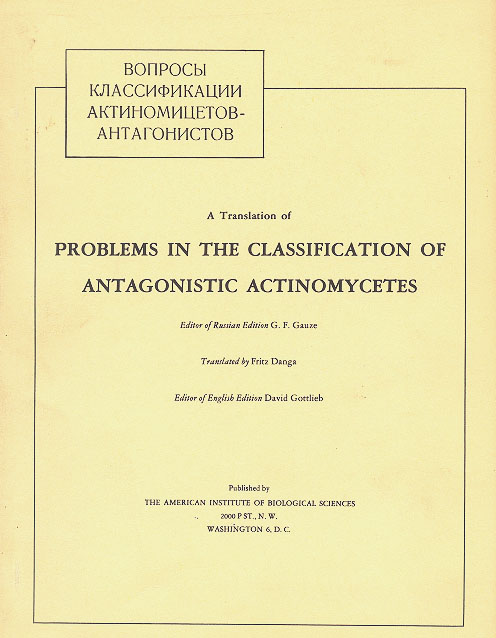 ВОПРОСЫ
КЛАССИФИКАЦИИ
АКТИНОМИЦЕТОВ-
АНТАГОНИСТОВ
A Translation of
PROBLEMS IN THE CLASSIFICATION OF
ANTAGONISTIC ACTINOMYCETES
Editor of Russian Edition G. F. Gauze
Translated by Fritz Danga
Editor of English Edition David Gottlieb
Published by
THE AMERICAN INSTITUTE OF BIOLOGICAL SCIENCES
2000 P ST., N. W.
WASHINGTON 6, D. C.